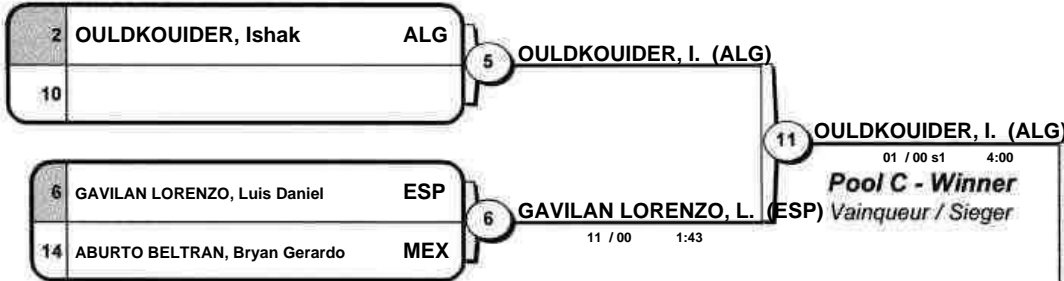 2 OULDKOUIDER, Ishak ALG
10
5 OULDKOUIDER, I. (ALG)
6 GAVILAN LORENZO, Luis Daniel ESP
14 ABURTO BELTRAN, Bryan Gerardo MEX
6 GAVILAN LORENZO, L. (ESP)
11 / 00 1:43
11 OULDKOUIDER, I. (ALG)
01 / 00 s1 4:00
Pool C - Winner
Vainqueur / Sieger